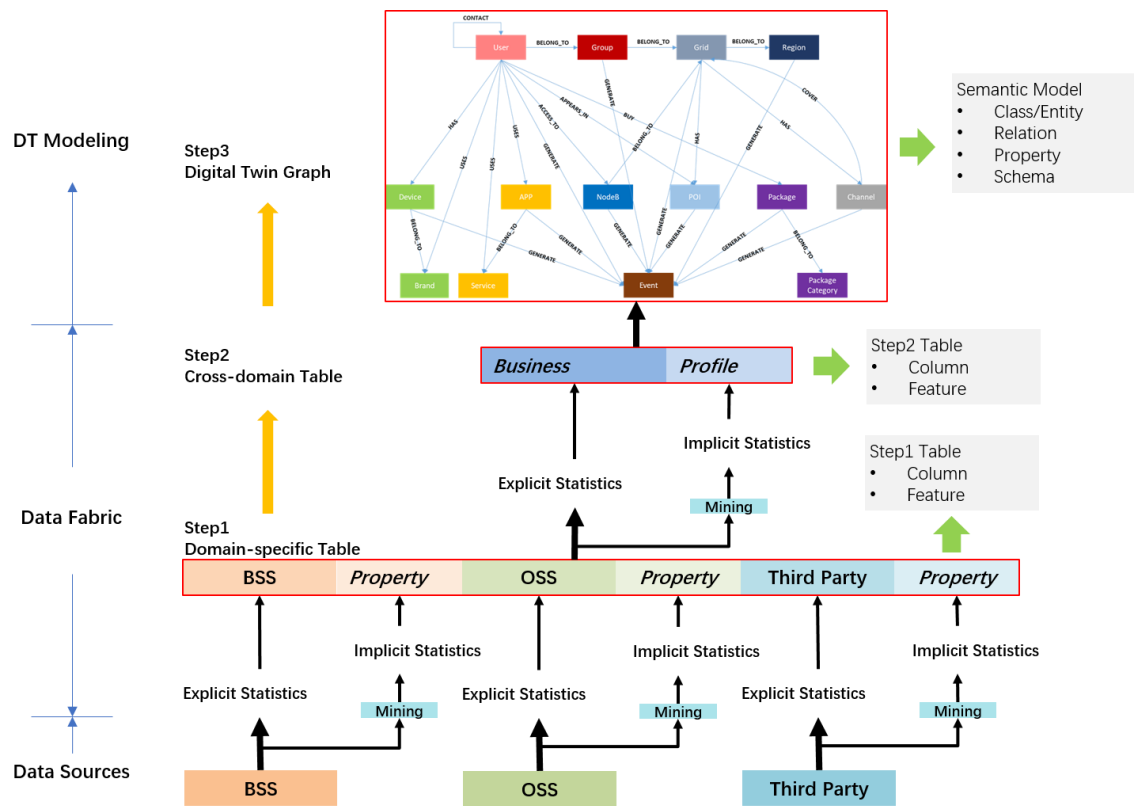 CONTACT
User
BELONG_TO
Group
BELONG_TO
Grid
BELONG_TO
Region
HAS
USES
USES
USES
ACCESS_TO
GENERATE
APPEARS_IN
GENERATE
BUY
BELONG_TO
HAS
GENERATE
HAS
COVER
Device
APP
NodeB
POI
Package
Channel
BELONG_TO
GENERATE
BELONG_TO
GENERATE
GENERATE
GENERATE
GENERATE
GENERATE
GENERATE
BELONG_TO
Brand
Service
Event
Package
Category
Semantic Model
• Class/Entity
• Relation
• Property
• Schema
DT Modeling
Step3
Digital Twin Graph
Step2
Cross-domain Table
Business
Profile
Step2 Table
• Column
• Feature
Implicit Statistics
Explicit Statistics
Mining
Step1 Table
• Column
• Feature
Data Fabric
Step1
Domain-specific Table
BSS
Property
OSS
Property
Third Party
Property
Implicit Statistics
Implicit Statistics
Implicit Statistics
Explicit Statistics
Explicit Statistics
Explicit Statistics
Mining
Mining
Mining
Data Sources
BSS
OSS
Third Party